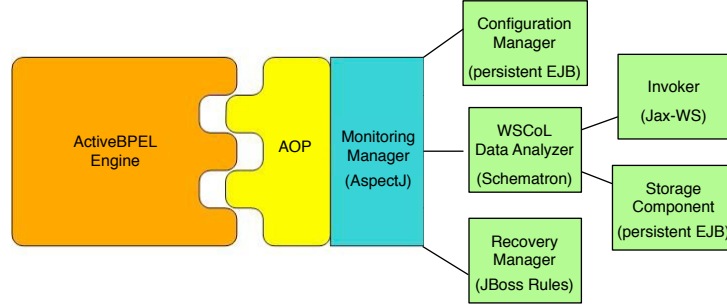 ActiveBPEL
Engine
AOP
Monitoring
Manager
(AspectJ)
Configuration
Manager
(persistent EJB)
WSCoL
Data Analyzer
(Schematron)
Recovery
Manager
(JBoss Rules)
Invoker
(Jax-WS)
Storage
Component
(persistent EJB)